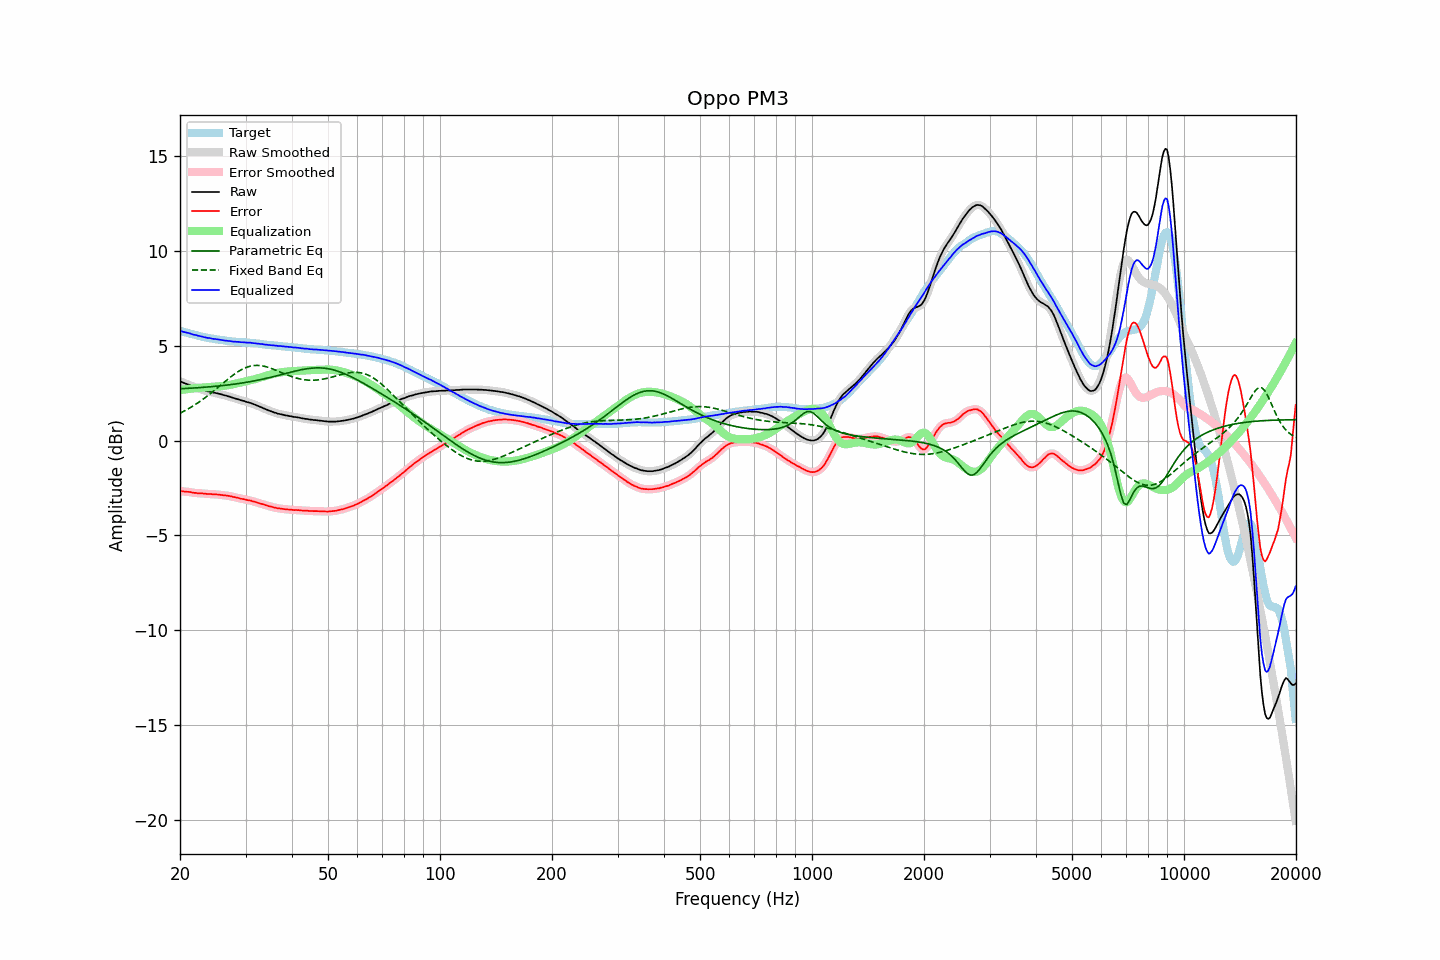 Oppo PM3
Target
Raw Smoothed
Error Smoothed
Raw
Error
Equalization
Parametric Eq
Fixed Band Eq
Equalized
Amplitude (dBr)
15
10
5
0
−5
−10
−15
−20
20 50 100 200 500 1000 2000 5000 10000 20000
Frequency (Hz)